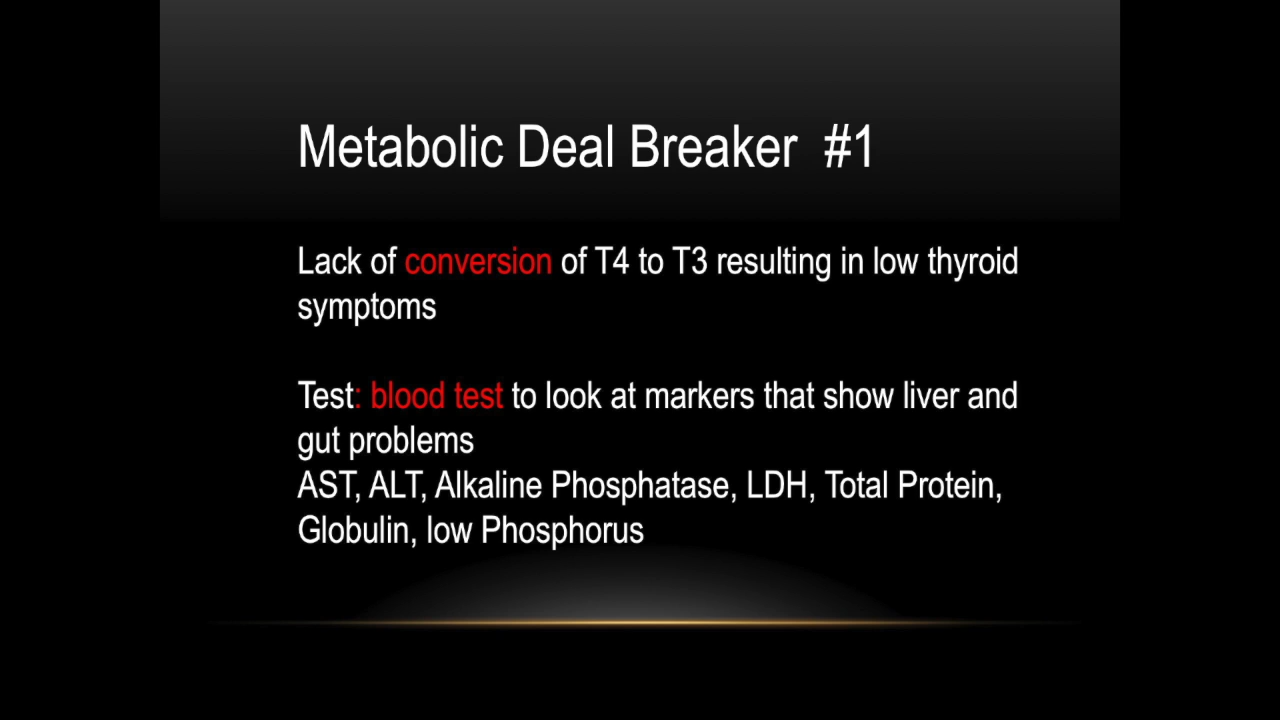 Metabolic Deal Breaker #1
Lack of conversion of T4 to T3 resulting in low thyroid
symptoms
Test: blood test to look at markers that show liver and
gut problems
AST, ALT, Alkaline Phosphatase, LDH, Total Protein,
Globulin, low Phosphorus